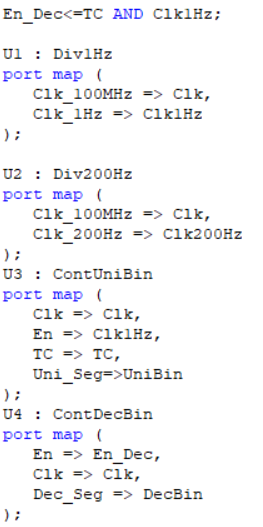 En_Dec<=TC AND Clk1Hz;

U1 : Div1Hz
port map (
    Clk_100MHz => Clk,
    Clk_1Hz => Clk1Hz
);

U2 : Div200Hz
port map (
    Clk_100MHz => Clk,
    Clk_200Hz => Clk200Hz
);
U3 : ContUniBin
port map (
    Clk => Clk,
    En => Clk1Hz,
    TC => TC,
    Uni_Seg=>UniBin
);
U4 : ContDecBin
port map (
    En => En_Dec,
    Clk => Clk,
    Dec_Seg => DecBin
);